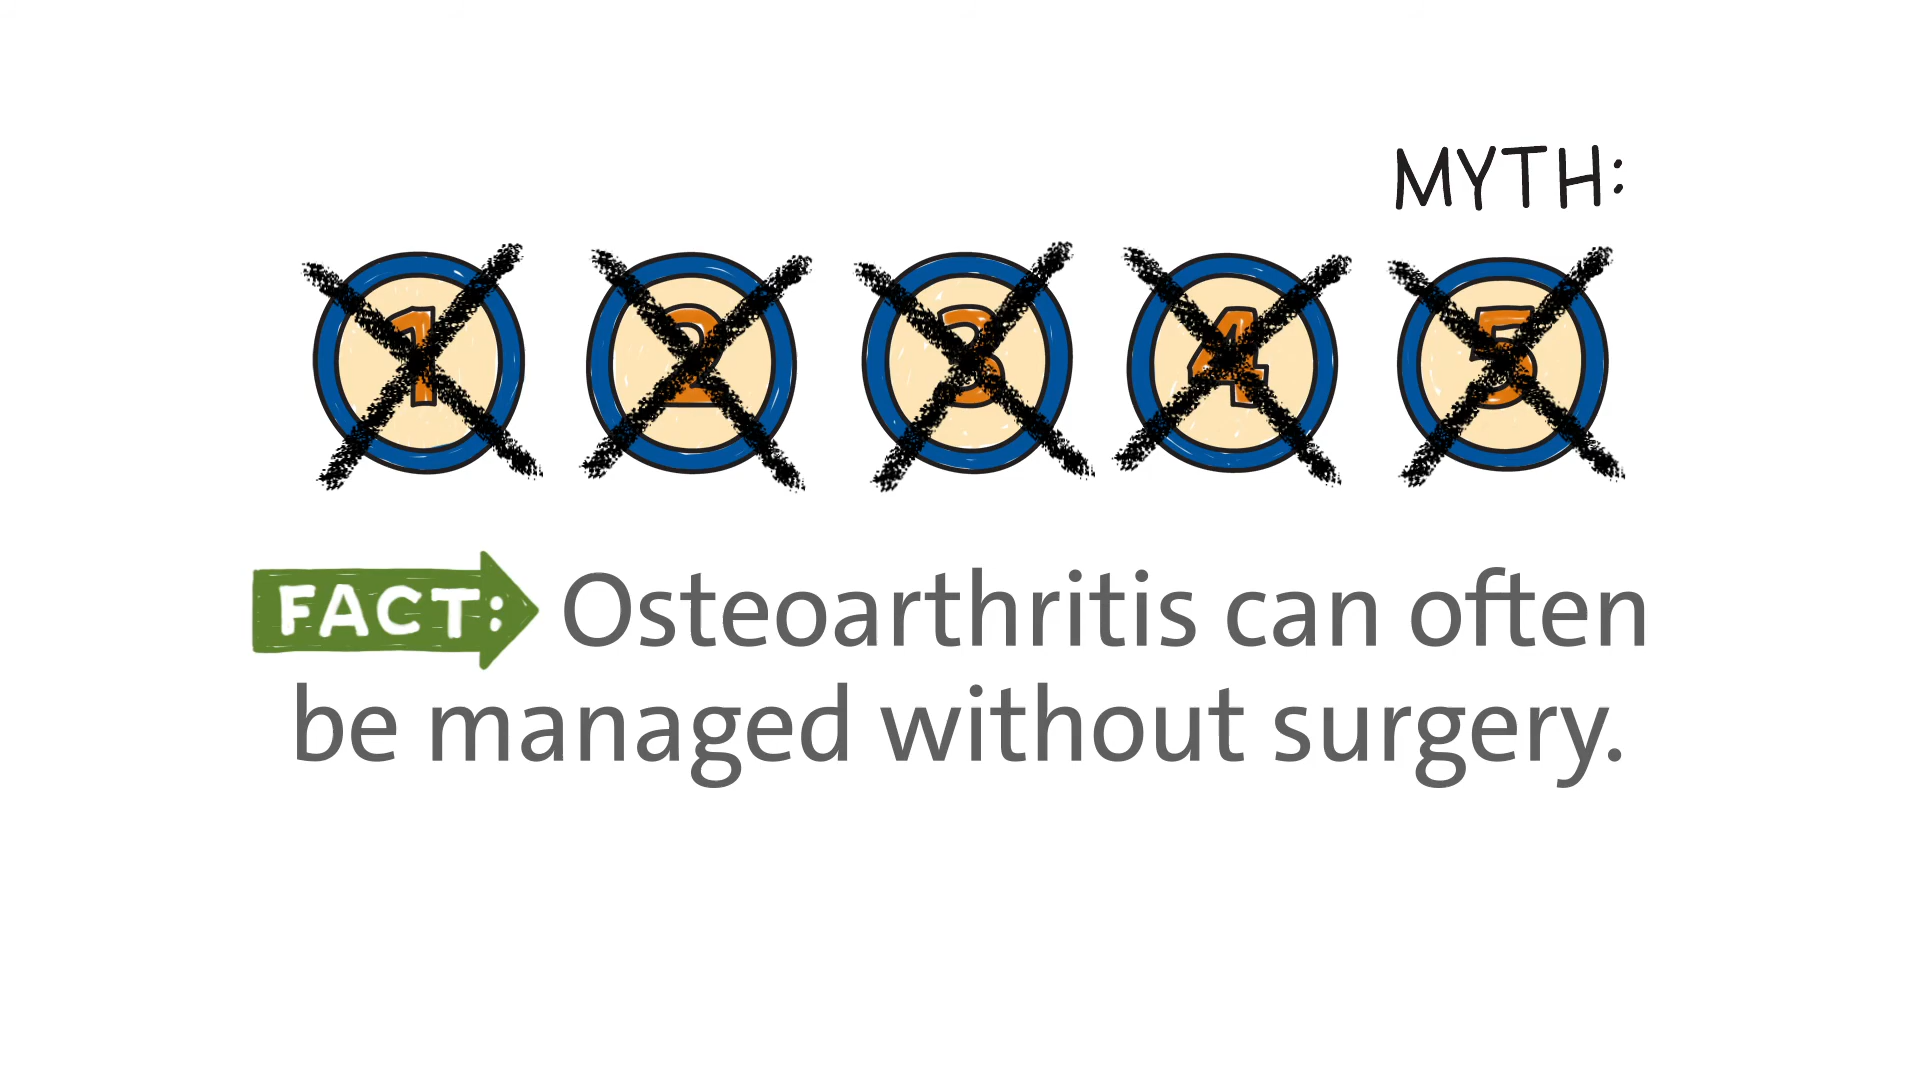 MYTH:
1 2 3 4 5
FACT: Osteoarthritis can often
be managed without surgery.